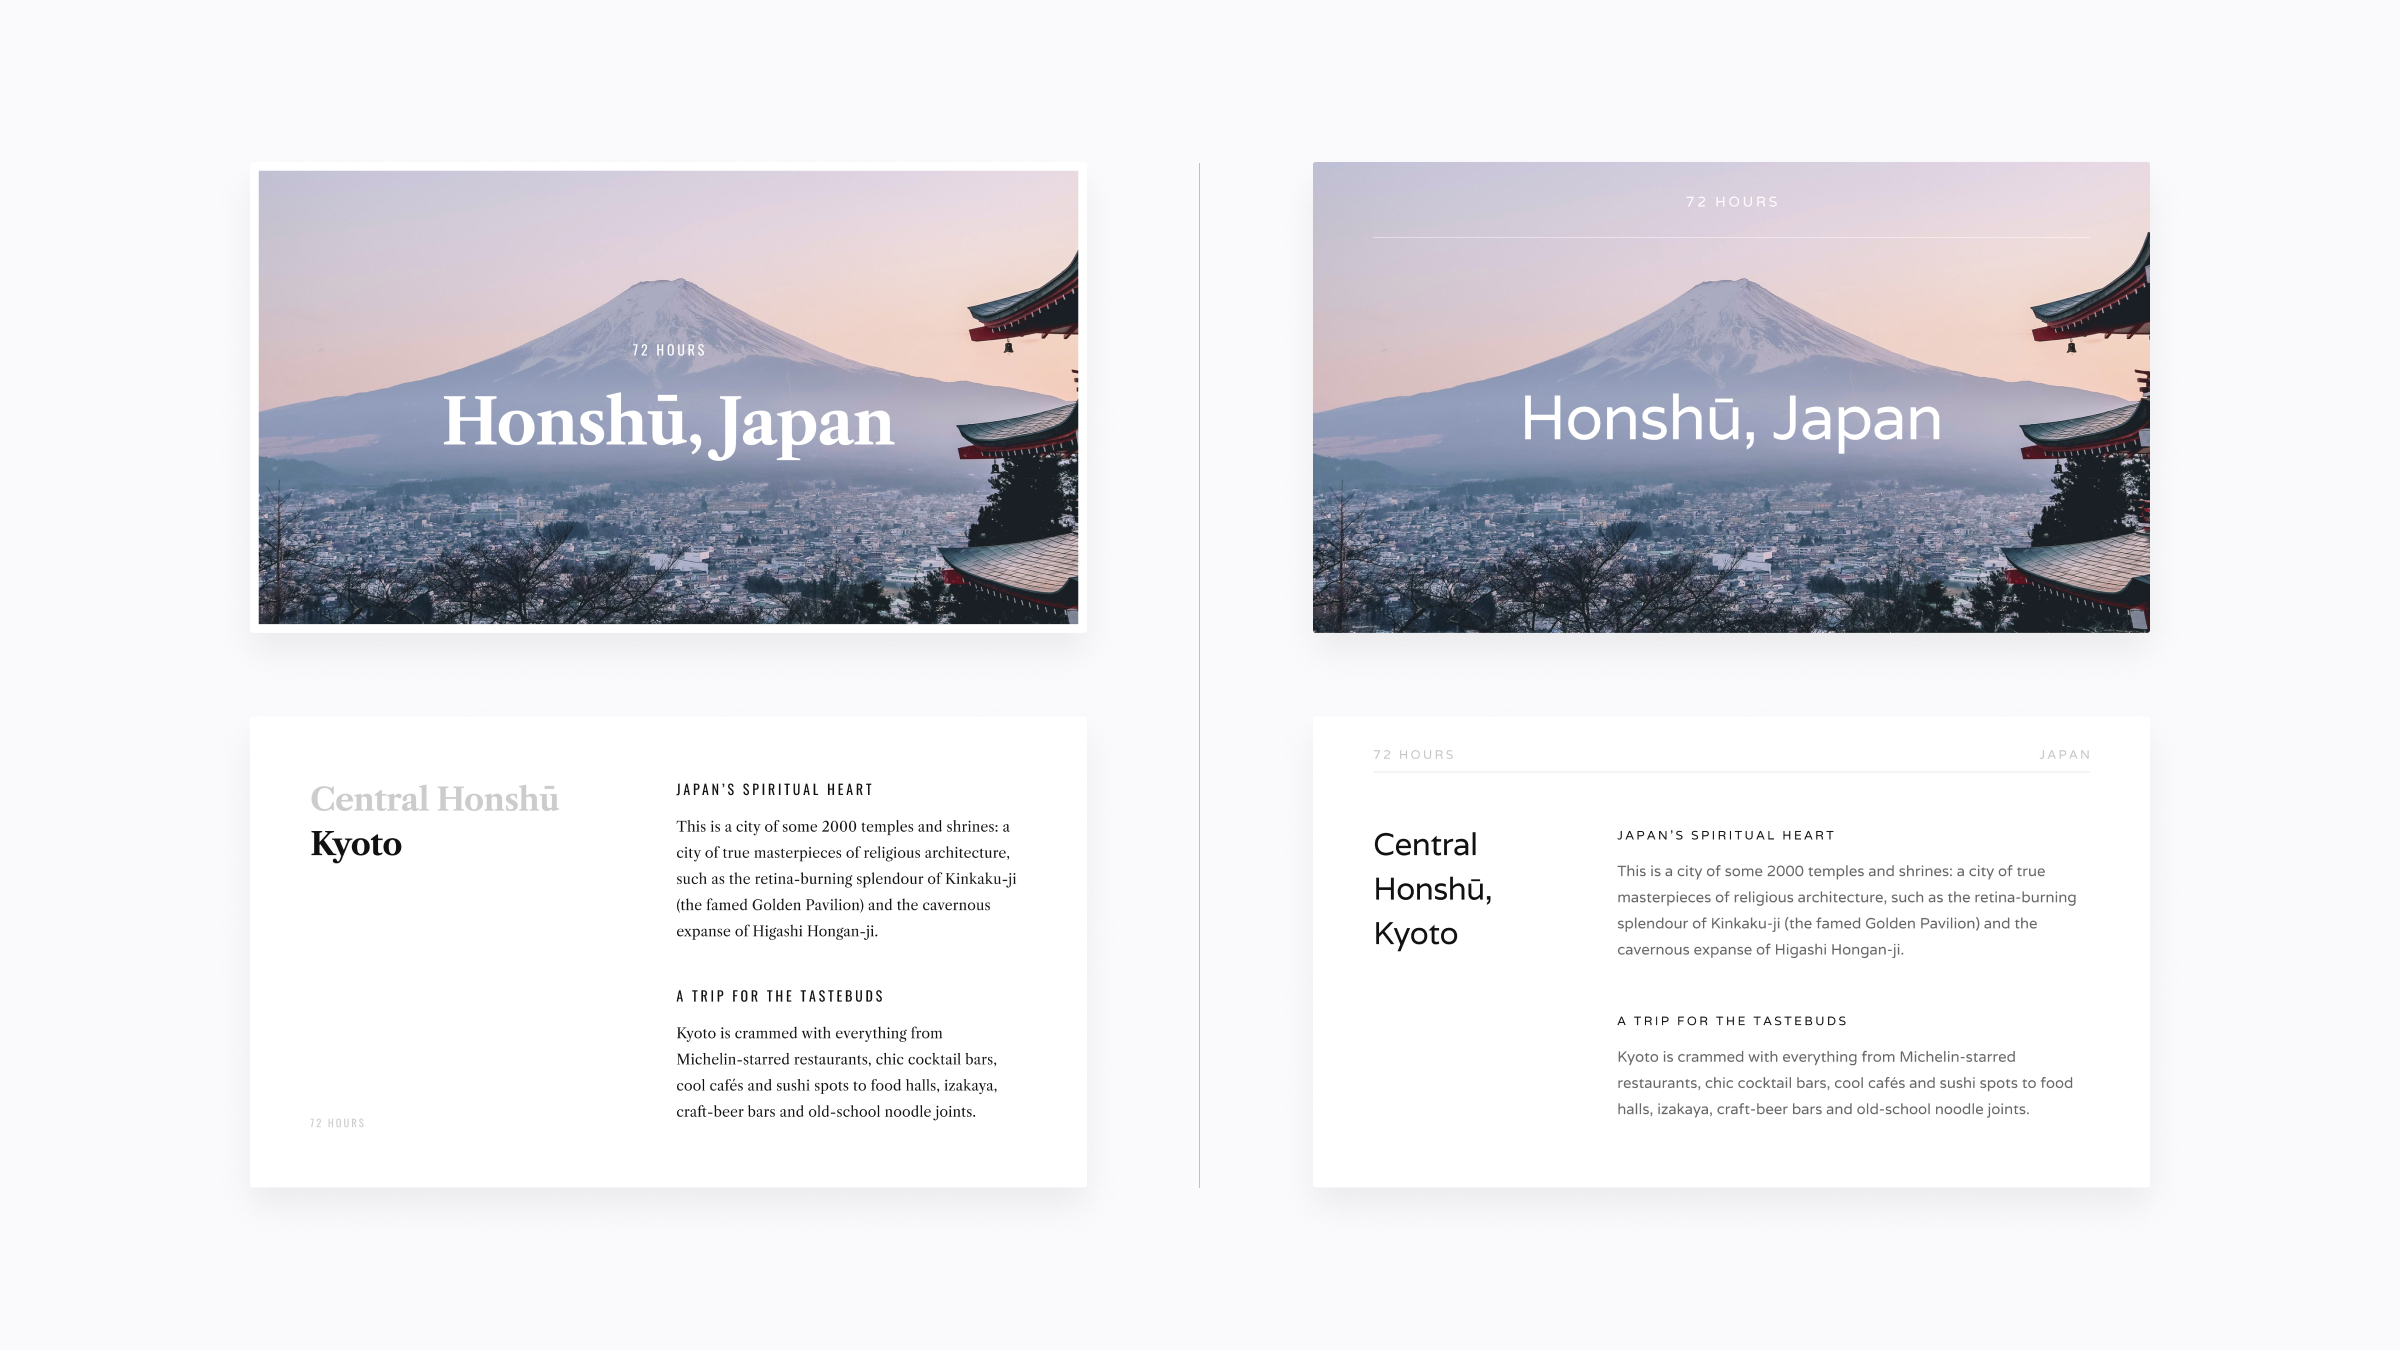 72 HOURS
Honshū, Japan
Central Honshū
Kyoto
72 HOURS
JAPAN’S SPIRITUAL HEART
This is a city of some 2000 temples and shrines: a
city of true masterpieces of religious architecture,
such as the retina-burning splendour of Kinkaku-ji
(the famed Golden Pavilion) and the cavernous
expanse of Higashi Hongan-ji.
A TRIP FOR THE TASTEBUDS
Kyoto is crammed with everything from
Michelin-starred restaurants, chic cocktail bars,
cool cafés and sushi spots to food halls, izakaya,
craft-beer bars and old-school noodle joints.
72 HOURS
Honshū, Japan
72 HOURS
JAPAN
Central
Honshū,
Kyoto
JAPAN’S SPIRITUAL HEART
This is a city of some 2000 temples and shrines: a city of true
masterpieces of religious architecture, such as the retina-burning
splendour of Kinkaku-ji (the famed Golden Pavilion) and the
cavernous expanse of Higashi Hongan-ji.
A TRIP FOR THE TASTEBUDS
Kyoto is crammed with everything from Michelin-starred
restaurants, chic cocktail bars, cool cafés and sushi spots to food
halls, izakaya, craft-beer bars and old-school noodle joints.